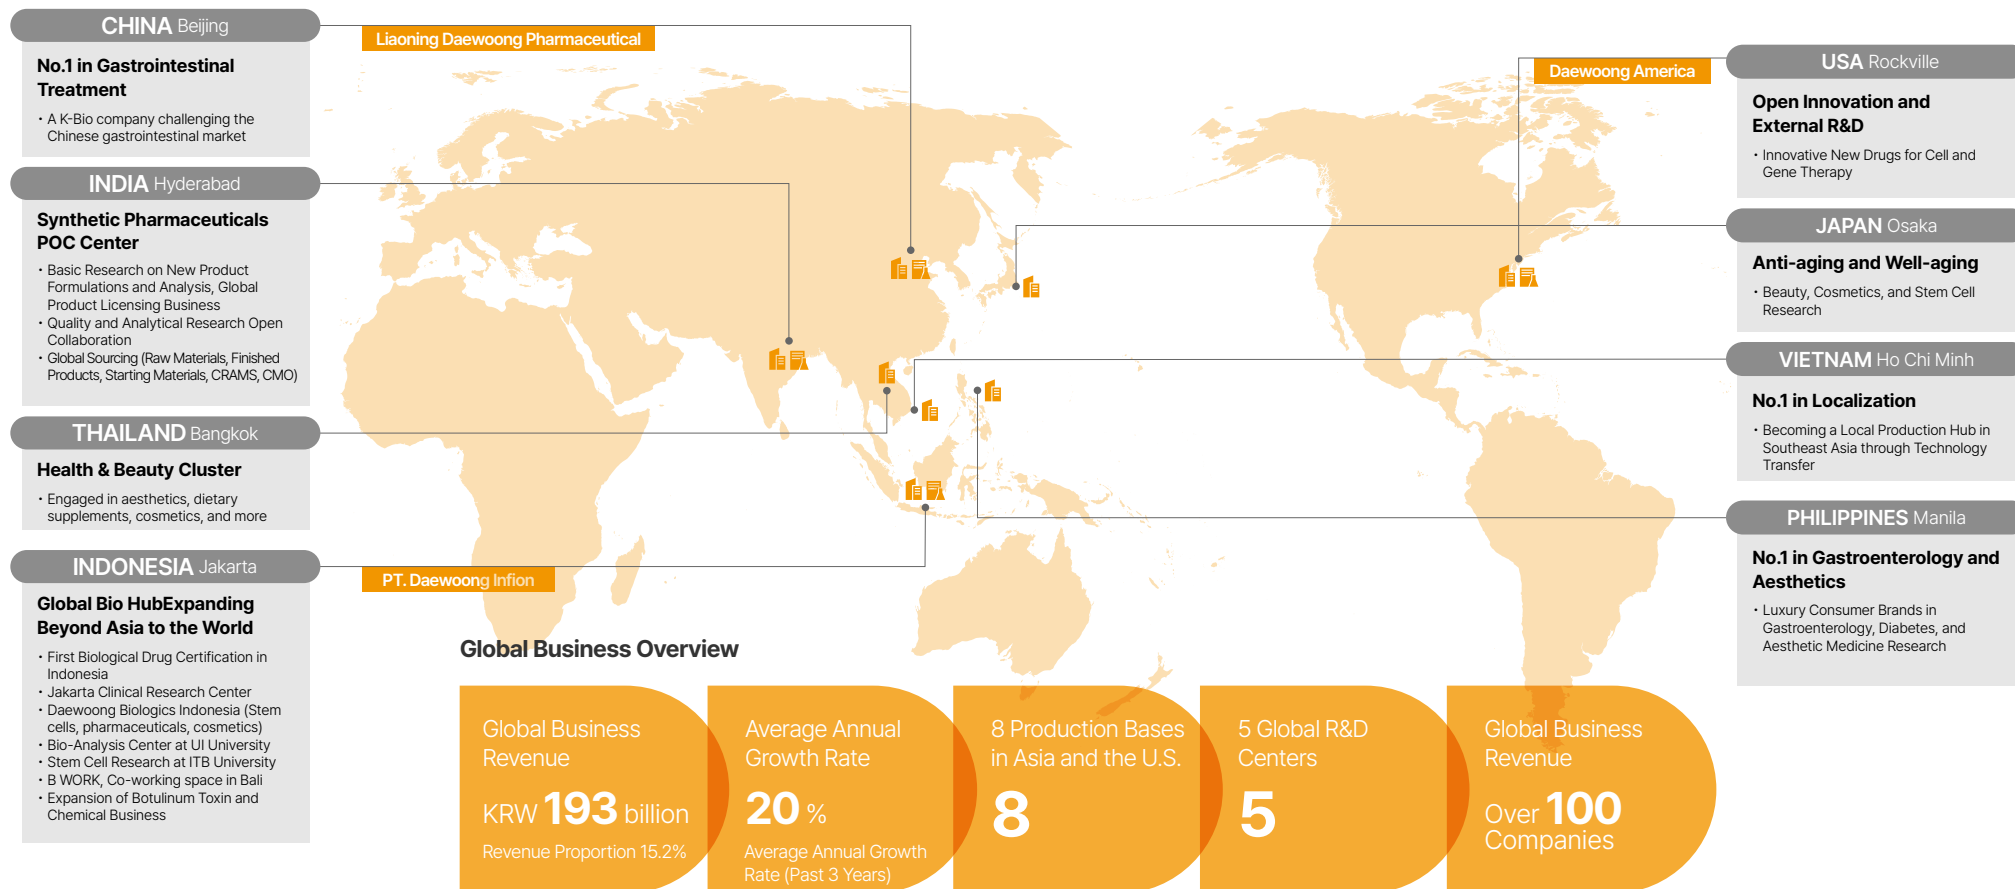 CHINA Beijing
No.1 in Gastrointestinal
Treatment
· A K-Bio company challenging the
Chinese gastrointestinal market
INDIA Hyderabad
Synthetic Pharmaceuticals
POC Center
· Basic Research on New Product
Formulations and Analysis, Global
Product Licensing Business
· Quality and Analytical Research Open
Collaboration
· Global Sourcing (Raw Materials, Finished
Products, Starting Materials, CRAMS, CMO)
THAILAND Bangkok
Health & Beauty Cluster
· Engaged in aesthetics, dietary
supplements, cosmetics, and more
INDONESIA Jakarta
Global Bio HubExpanding
Beyond Asia to the World
· First Biological Drug Certification in
Indonesia
· Jakarta Clinical Research Center
· Daewoong Biologics Indonesia (Stem
cells, pharmaceuticals, cosmetics)
· Bio-Analysis Center at UI University
· Stem Cell Research at ITB University
· B WORK, Co-working space in Bali
· Expansion of Botulinum Toxin and
Chemical Business
Liaoning Daewoong Pharmaceutical
Daewoong America
PT. Daewoong Infion
USA Rockville
Open Innovation and
External R&D
· Innovative New Drugs for Cell and
Gene Therapy
JAPAN Osaka
Anti-aging and Well-aging
· Beauty, Cosmetics, and Stem Cell
Research
VIETNAM Ho Chi Minh
No.1 in Localization
· Becoming a Local Production Hub in
Southeast Asia through Technology
Transfer
PHILIPPINES Manila
No.1 in Gastroenterology and
Aesthetics
· Luxury Consumer Brands in
Gastroenterology, Diabetes, and
Aesthetic Medicine Research
Global Business Overview
Global Business
Revenue
KRW 193 billion
Revenue Proportion 15.2%
Average Annual
Growth Rate
20 %
Average Annual Growth
Rate (Past 3 Years)
8 Production Bases
in Asia and the U.S.
8
5 Global R&D
Centers
5
Global Business
Revenue
Over 100
Companies